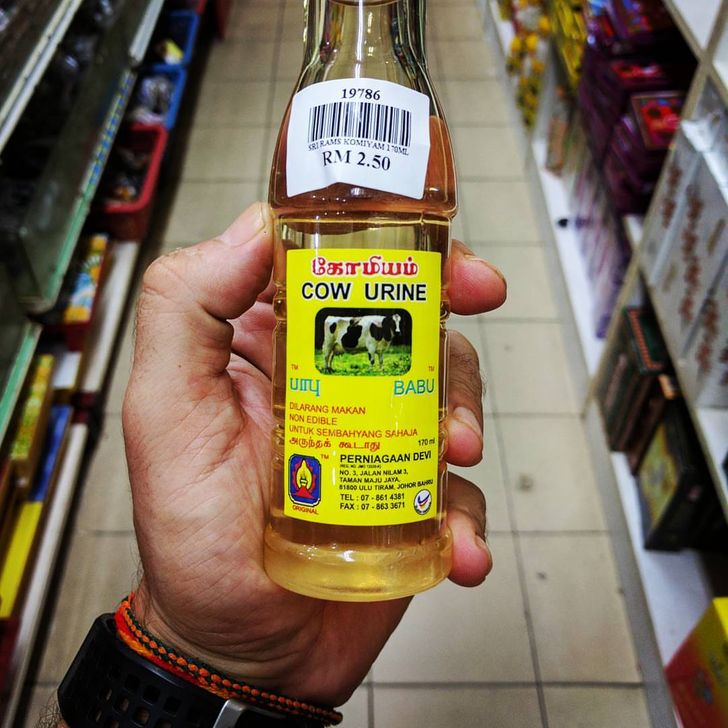 19786
SRI RAMS KOMIYAM 170ML
RM 2.50
கோமியம்
COW URINE
TM TM
பாபு BABU
DILARANG MAKAN
NON EDIBLE
UNTUK SEMBAHYANG SAHAJA
அருந்தக் கூடாது 170 ml
TM PERNIAGAAN DEVI
NO. 3, JALAN NILAM 3,
TAMAN MAJU JAYA,
81800 ULU TIRAM, JOHOR BAHRU
TEL : 07 - 861 4381
FAX : 07 - 863 3671
ORIGINAL